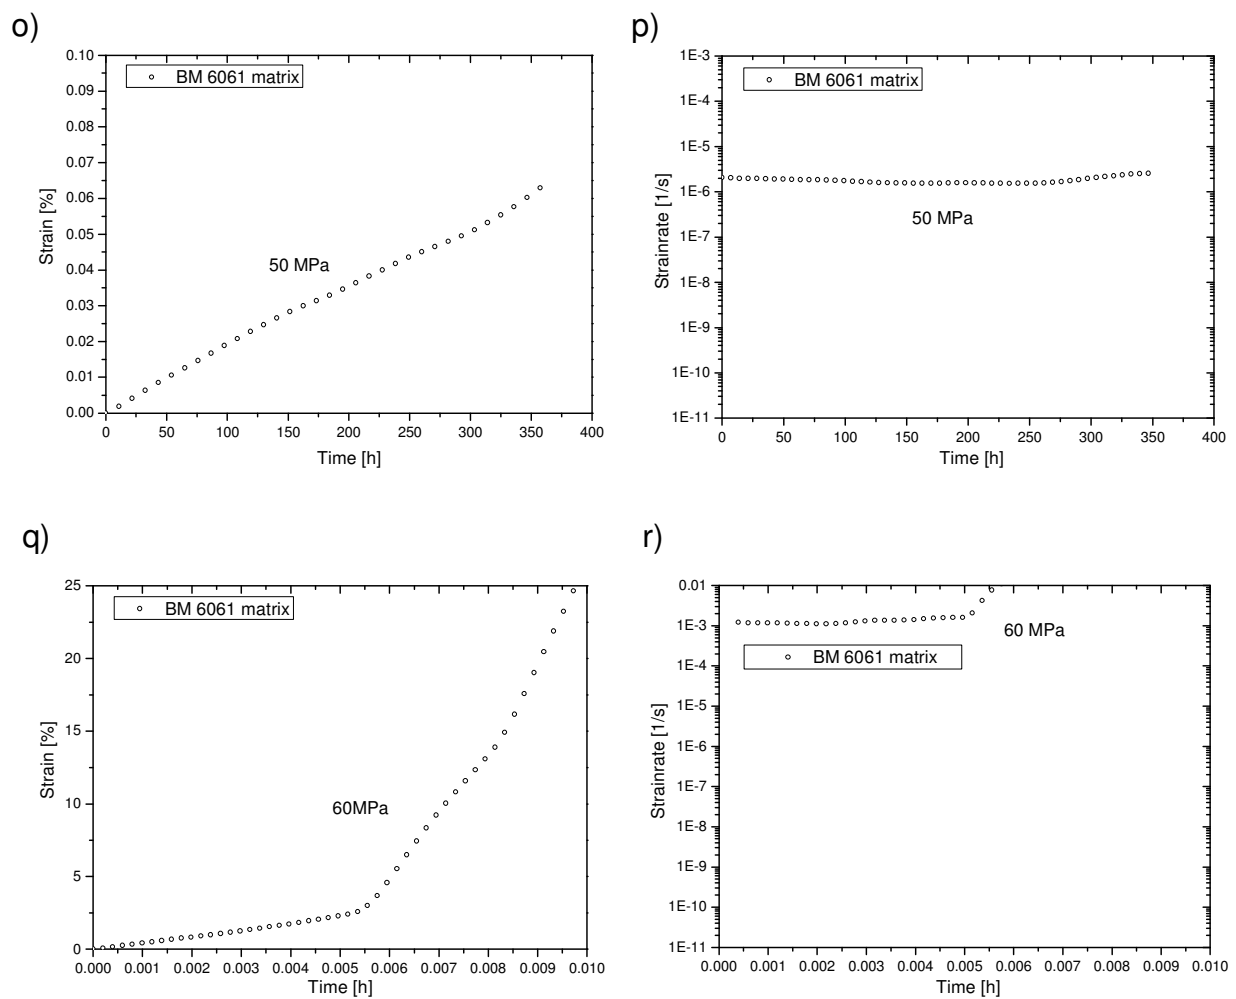 o)
0.10
0.09
0.08
0.07
0.06
0.05
0.04
0.03
0.02
0.01
0.00
Strain [%]
BM 6061 matrix
50 MPa
0 50 100 150 200 250 300 350 400
Time [h]
p)
1E-3
1E-4
1E-5
1E-6
1E-7
1E-8
1E-9
1E-10
1E-11
Strainrate [1/s]
BM 6061 matrix
50 MPa
0 50 100 150 200 250 300 350 400
Time [h]
q)
25
20
15
10
5
0
Strain [%]
BM 6061 matrix
60MPa
0.000 0.001 0.002 0.003 0.004 0.005 0.006 0.007 0.008 0.009 0.010
Time [h]
r)
0.01
1E-3
1E-4
1E-5
1E-6
1E-7
1E-8
1E-9
1E-10
1E-11
Strainrate [1/s]
60 MPa
BM 6061 matrix
0.000 0.001 0.002 0.003 0.004 0.005 0.006 0.007 0.008 0.009 0.010
Time [h]